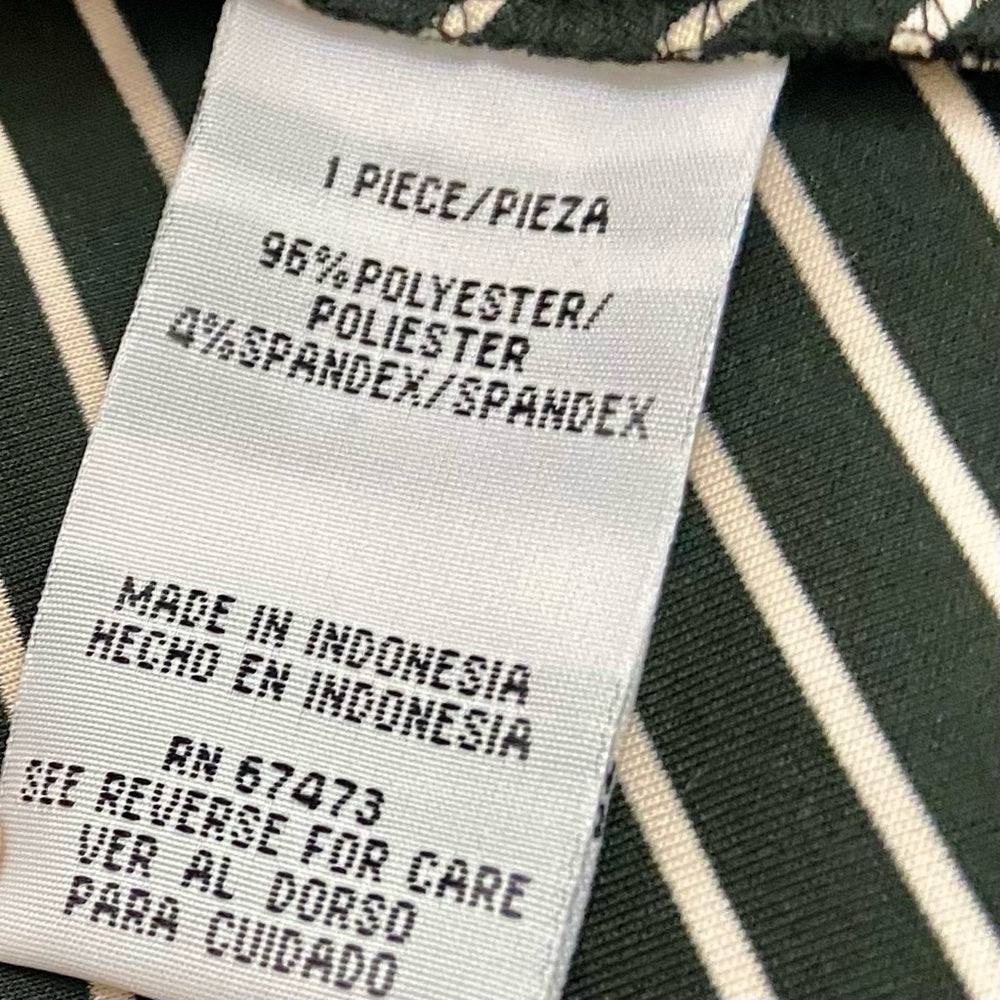 1 PIECE/PIEZA
96%POLYESTER/
POLIESTER
4%SPANDEX/SPANDEX
MADE IN INDONESIA
HECHO EN INDONESIA
RN 67473
SEE REVERSE FOR CARE
VER AL DORSO
PARA CUIDADO